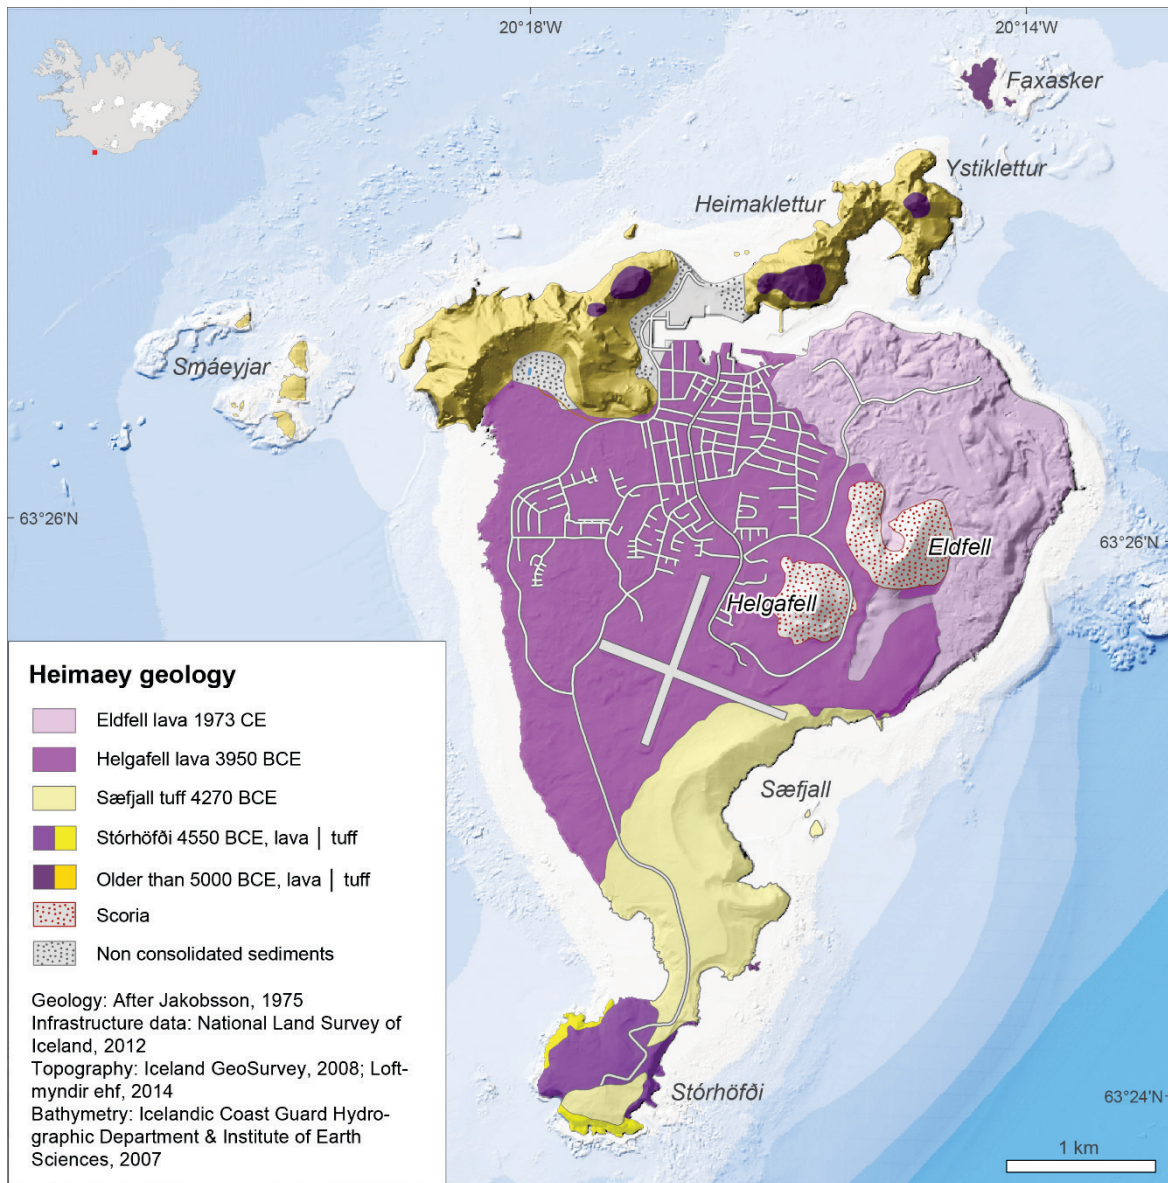 20°18'W
20°14'W
Faxasker
Ystiklettur
Heimaklettur
Smáeyjar
63°26'N
63°26'N
Eldfell
Helgafell
Heimaey geology
Eldfell lava 1973 CE
Helgafell lava 3950 BCE
Sæfjall tuff 4270 BCE
Stórhöfði 4550 BCE, lava | tuff
Older than 5000 BCE, lava | tuff
Scoria
Non consolidated sediments
Geology: After Jakobsson, 1975
Infrastructure data: National Land Survey of
Iceland, 2012
Topography: Iceland GeoSurvey, 2008; Loft-
myndir ehf, 2014
Bathymetry: Icelandic Coast Guard Hydro-
graphic Department & Institute of Earth
Sciences, 2007
Sæfjall
Stórhöfði
63°24'N
1 km